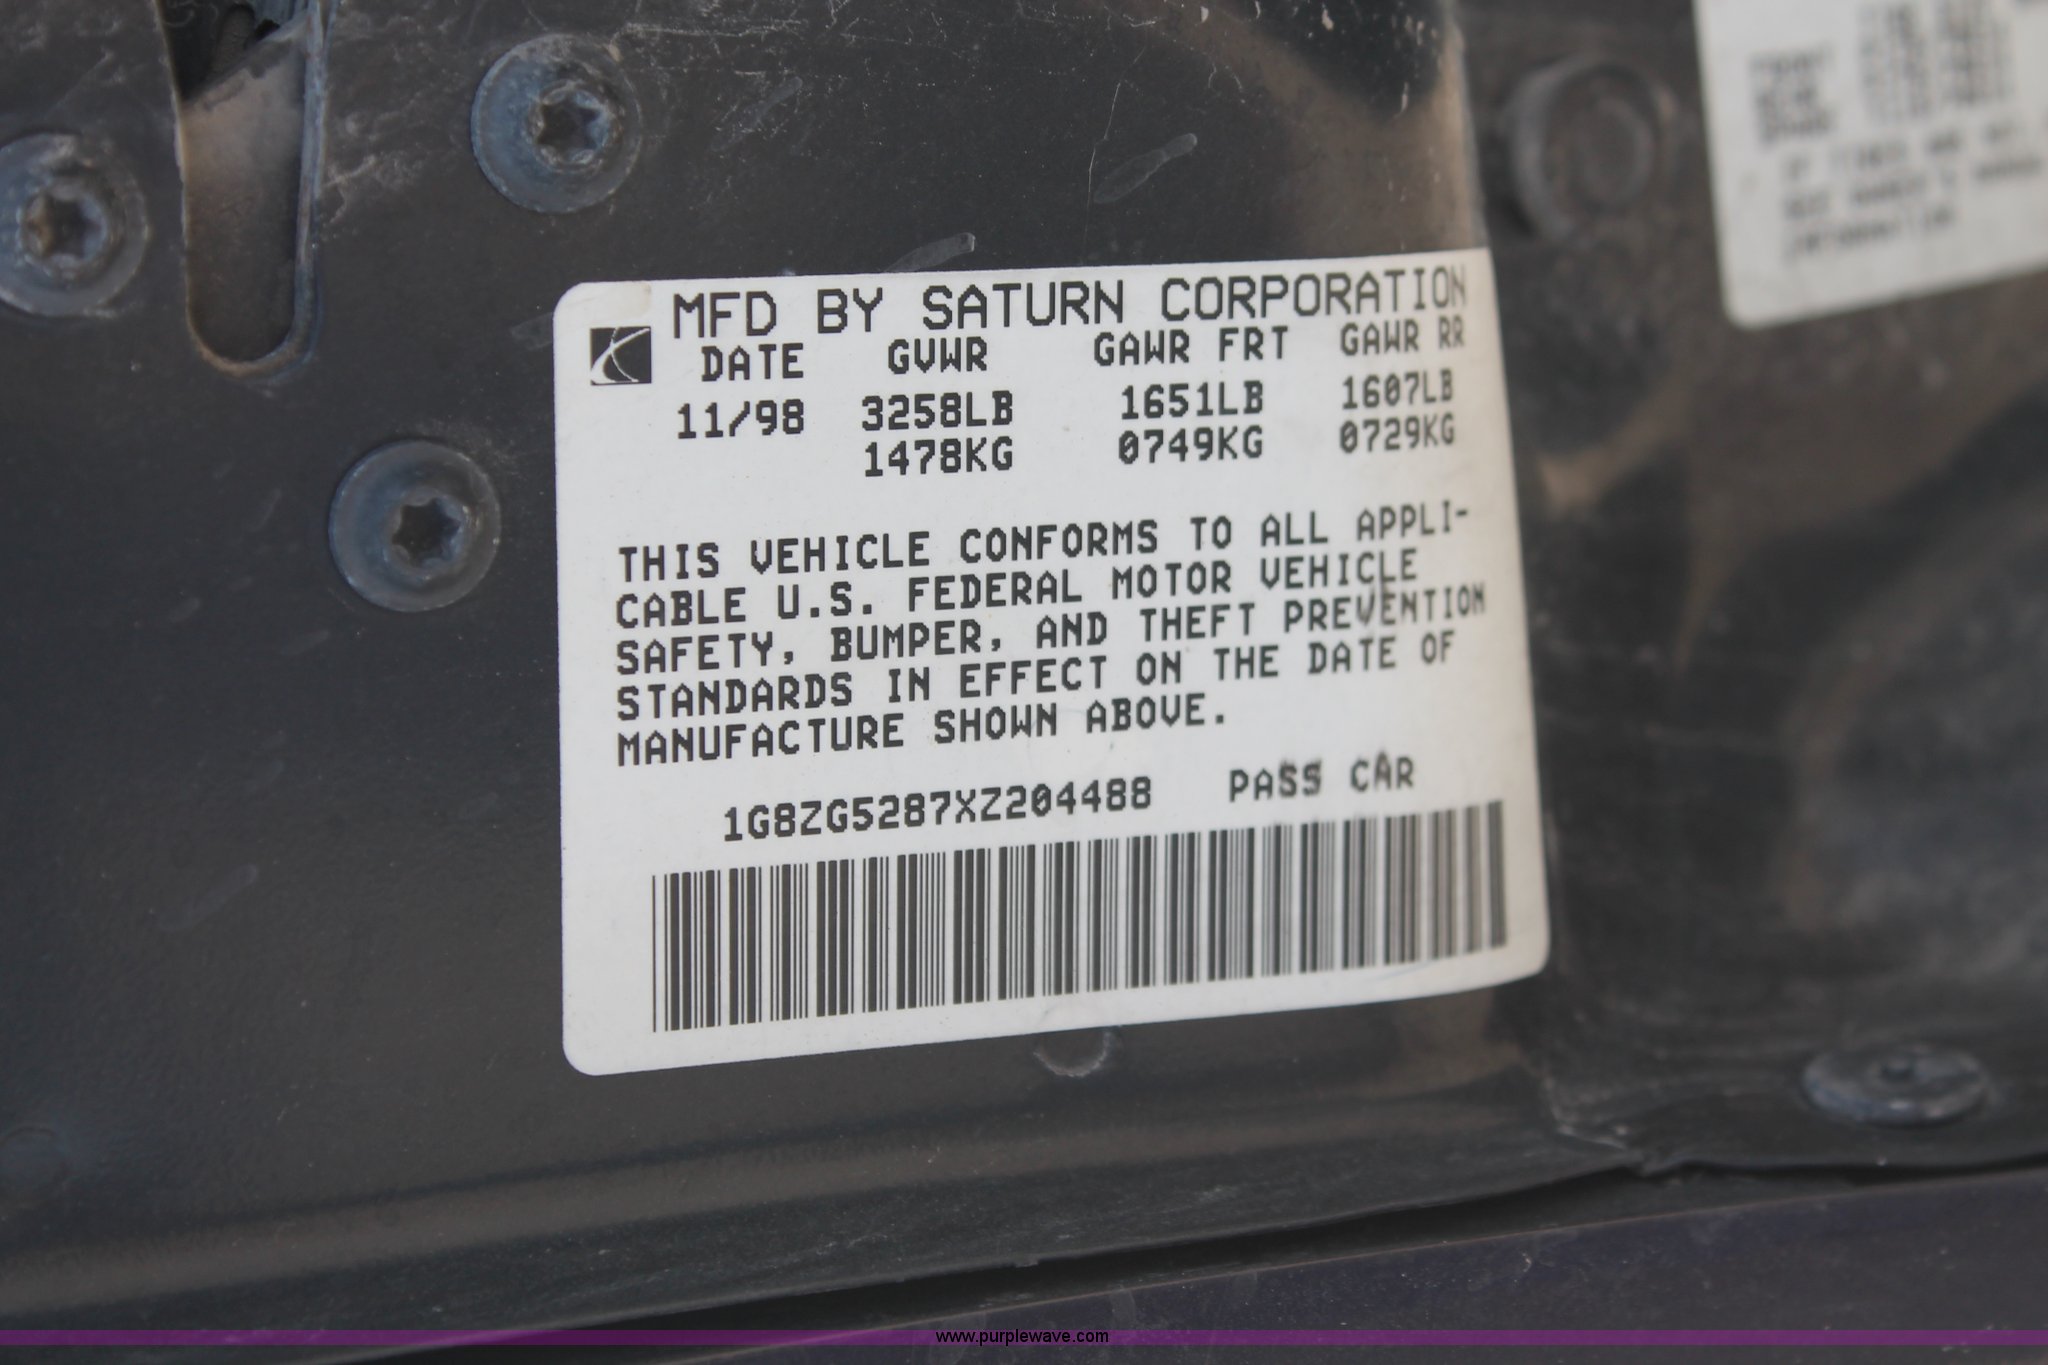 MFD BY SATURN CORPORATION
DATE GVWR GAWR FRT GAWR RR
11/98 3258LB 1651LB 1607LB
1478KG 0749KG 0729KG
THIS VEHICLE CONFORMS TO ALL APPLI-
CABLE U.S. FEDERAL MOTOR VEHICLE
SAFETY, BUMPER, AND THEFT PREVENTION
STANDARDS IN EFFECT ON THE DATE OF
MANUFACTURE SHOWN ABOVE.
1G8ZG5287XZ204488 PASS CAR
www.purplewave.com